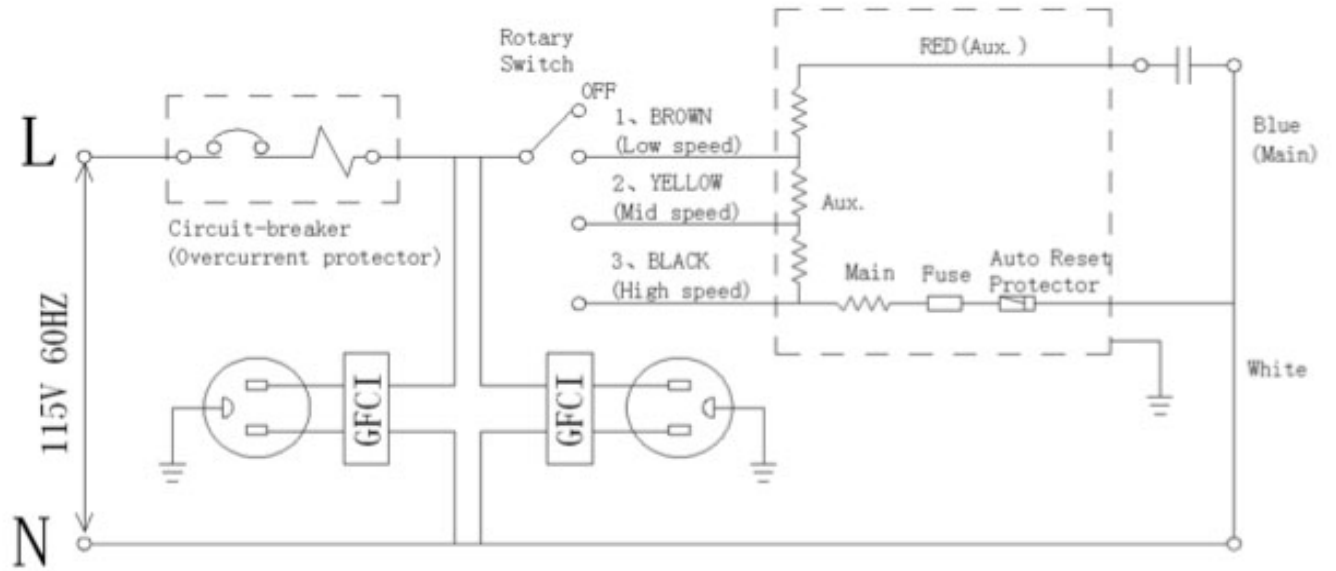 Rotary
Switch
OFF
RED(Aux.)
L
1、BROWN
(Low speed)
Blue
(Main)
2、YELLOW
(Mid speed)
Aux.
Circuit-breaker
(Overcurrent protector)
3、BLACK
(High speed)
Main
Fuse
Auto Reset
Protector
115V 60HZ
GFCI
GFCI
White
N